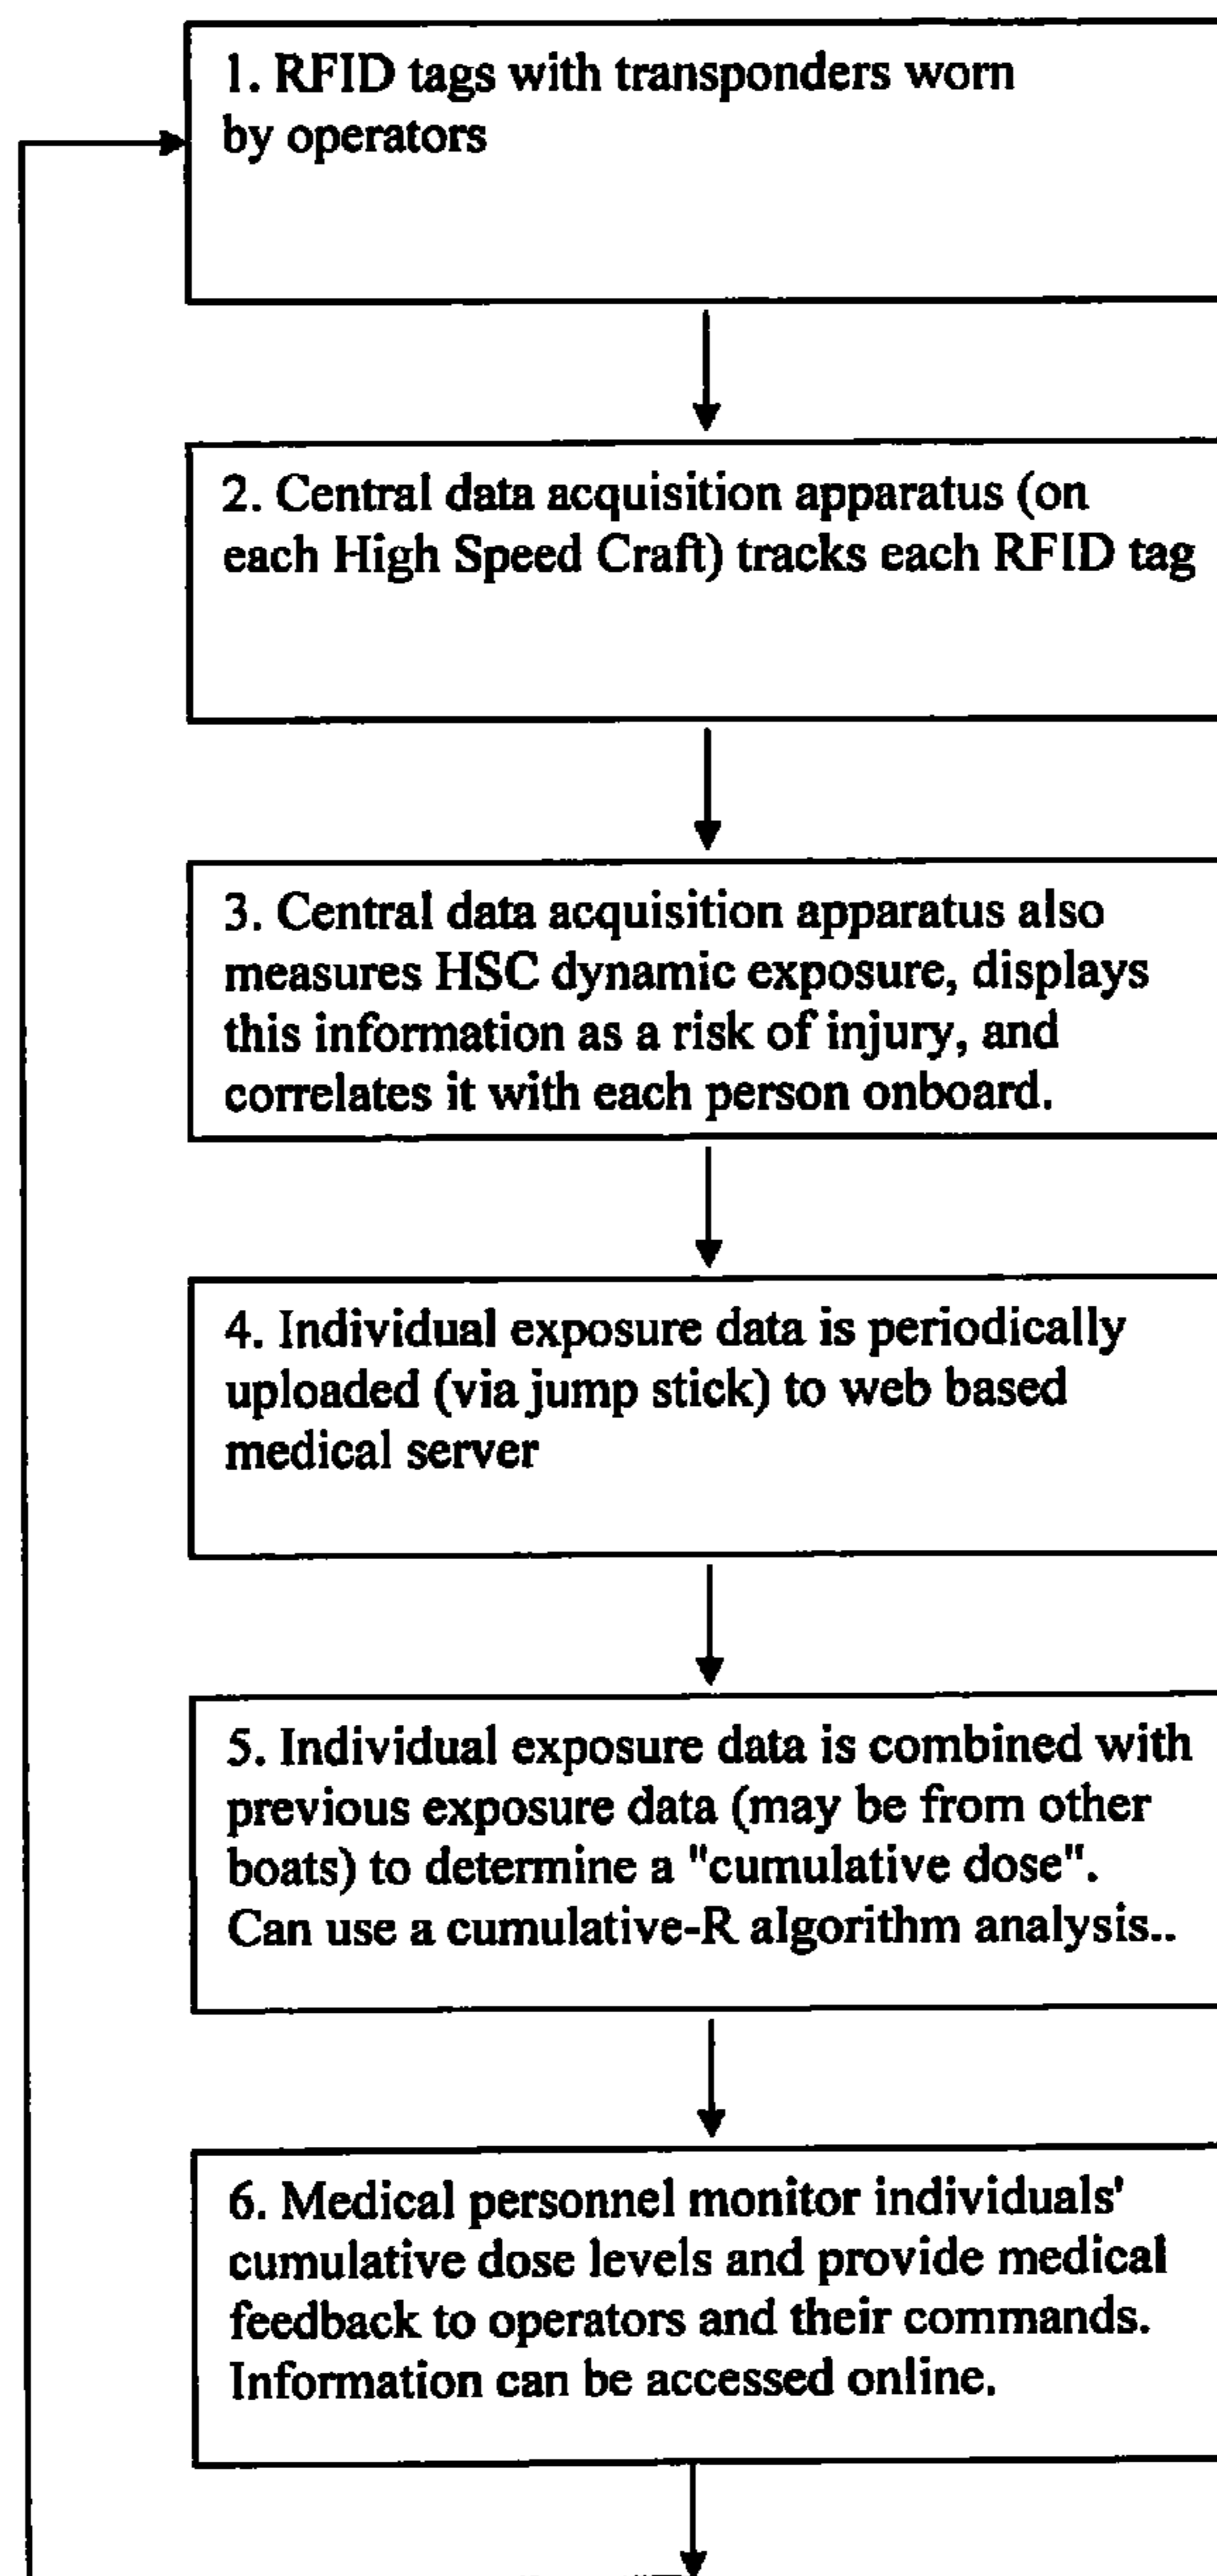 1. RFID tags with transponders worn
by operators
2. Central data acquisition apparatus (on
each High Speed Craft) tracks each RFID tag
3. Central data acquisition apparatus also
measures HSC dynamic exposure, displays
this information as a risk of injury, and
correlates it with each person onboard.
4. Individual exposure data is periodically
uploaded (via jump stick) to web based
medical server
5. Individual exposure data is combined with
previous exposure data (may be from other
boats) to determine a "cumulative dose".
Can use a cumulative-R algorithm analysis..
6. Medical personnel monitor individuals'
cumulative dose levels and provide medical
feedback to operators and their commands.
Information can be accessed online.